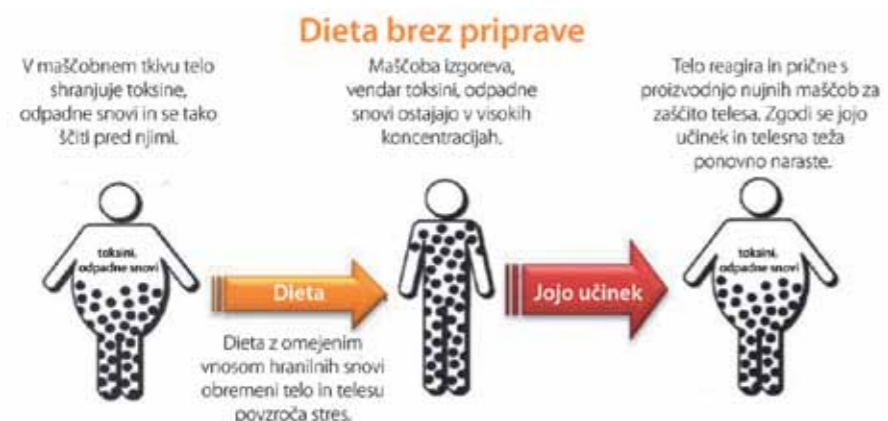 Dieta brez priprave
V maščobnem tkivu telo
shranjuje toksine,
odpadne snovi in se tako
ščiti pred njimi.
Maščoba izgoreva,
vendar toksini, odpadne
snovi ostajajo v visokih
koncentracijah.
Telo reagira in prične s
proizvodnjo nujnih maščob za
zaščito telesa. Zgodi se jojo
učinek in telesna teža
ponovno naraste.
toksini,
odpadne snovi
Dieta
Dieta z omejenim
vnosom hranilnih snovi
obremeni telo in telesu
povzroča stres.
Jojo učinek
toksini,
odpadne snovi